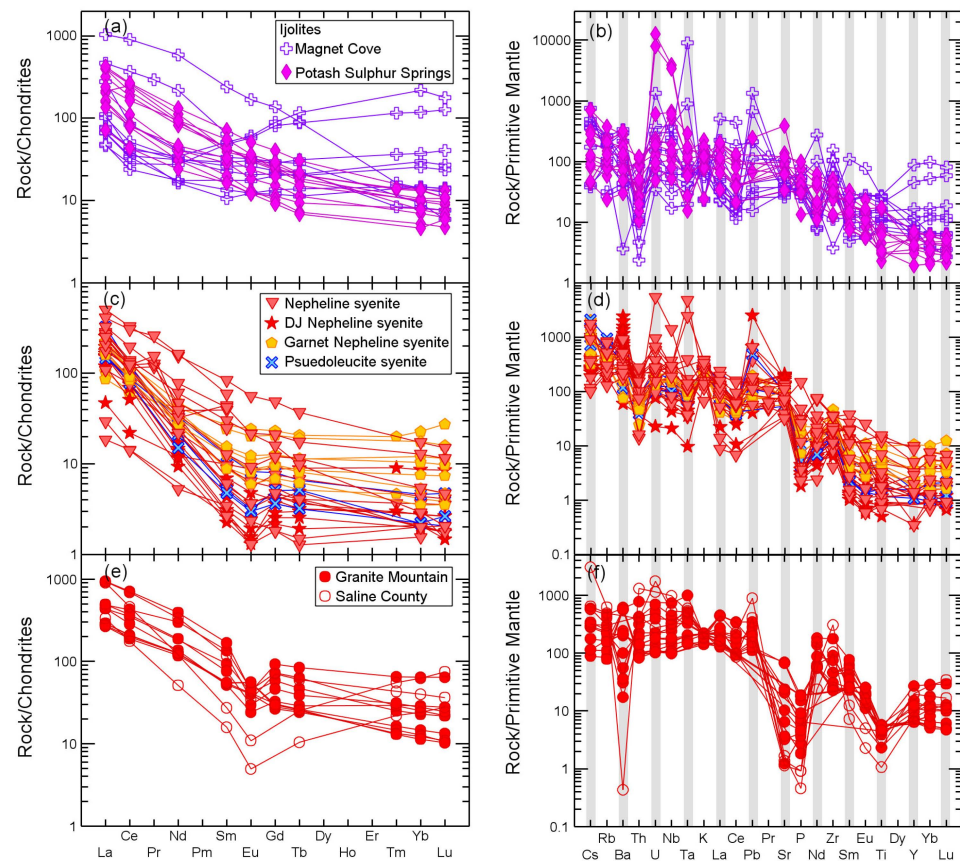 (a)
Ijolites
Magnet Cove
Potash Sulphur Springs
1000
100
10
1
Rock/Chondrites
(b)
10000
1000
100
10
1
Rock/Primitive Mantle
(c)
Nepheline syenite
DJ Nepheline syenite
Garnet Nepheline syenite
Psuedoleucite syenite
1
100
10
1
Rock/Chondrites
(d)
1000
100
10
1
0.1
Rock/Primitive Mantle
(e)
Granite Mountain
Saline County
1000
100
10
1
Rock/Chondrites
Ce Nd Sm Gd Dy Er Yb
La Pr Pm Eu Tb Ho Tm Lu
(f)
1000
100
10
1
0.1
Rock/Primitive Mantle
Rb Th Nb K Ce Pr P Zr Eu Dy Yb
Cs Ba U Ta La Pb Sr Nd Sm Ti Y Lu